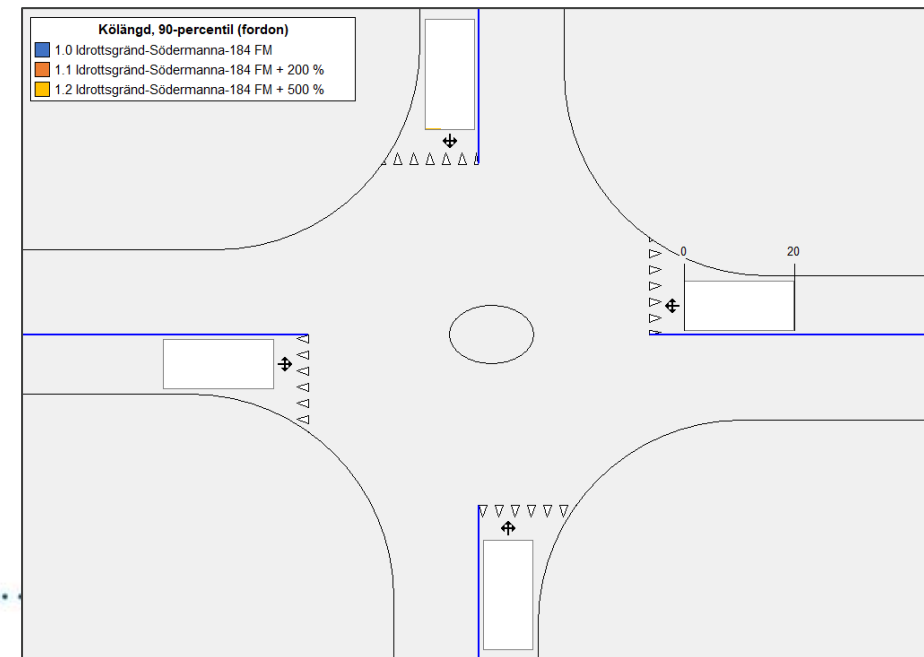 Kölängd, 90-percentil (fordon)
1.0 Idrottsgränd-Södermanna-184 FM
1.1 Idrottsgränd-Södermanna-184 FM + 200 %
1.2 Idrottsgränd-Södermanna-184 FM + 500 %
0 20